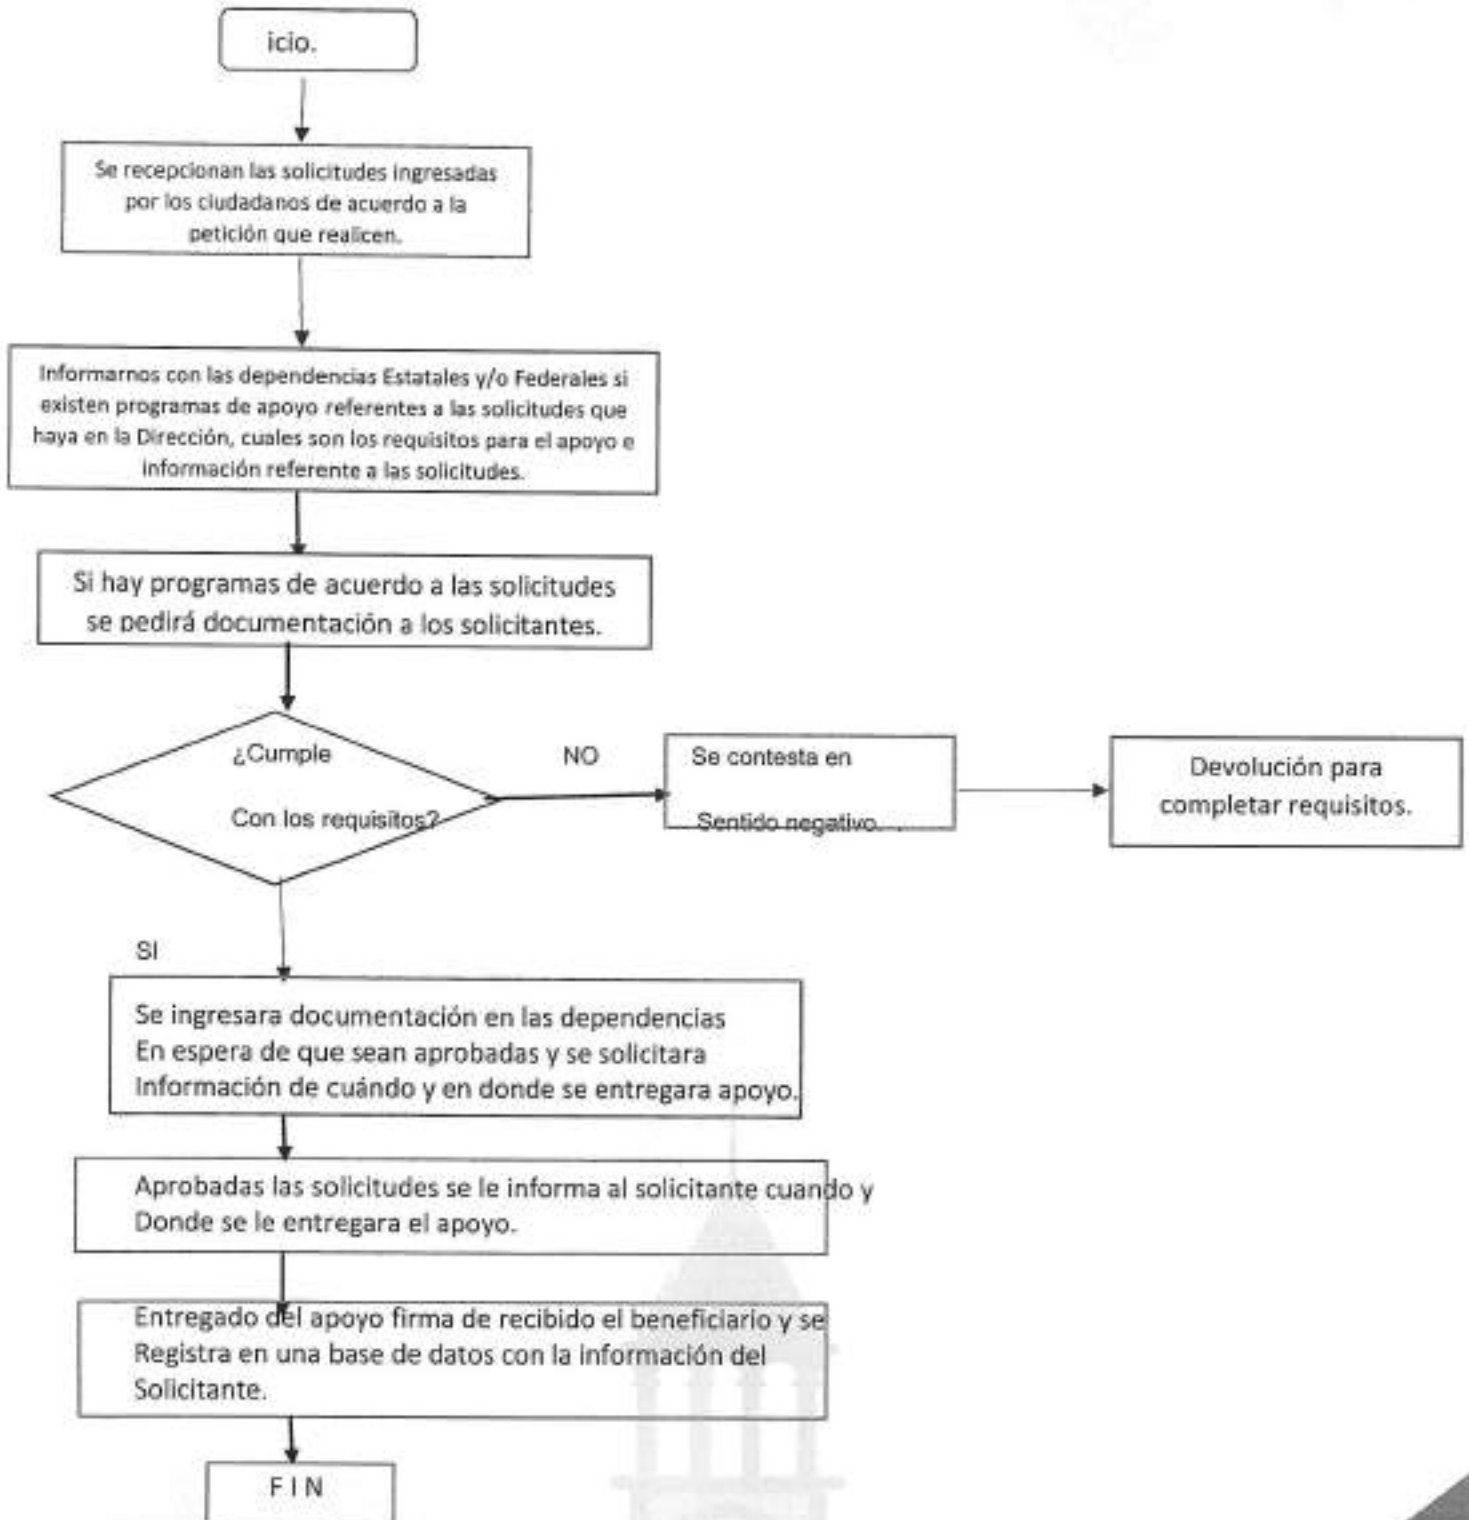 icio.
Se recepcionan las solicitudes ingresadas
por los ciudadanos de acuerdo a la
petición que realicen.
Informarnos con las dependencias Estatales y/o Federales si
existen programas de apoyo referentes a las solicitudes que
haya en la Dirección, cuales son los requisitos para el apoyo e
información referente a las solicitudes.
Si hay programas de acuerdo a las solicitudes
se pedirá documentación a los solicitantes.
¿Cumple
Con los requisitos?
NO
Se contesta en
Sentido negativo. .
Devolución para
completar requisitos.
SI
Se ingresara documentación en las dependencias
En espera de que sean aprobadas y se solicitara
Información de cuándo y en donde se entregara apoyo.
Aprobadas las solicitudes se le informa al solicitante cuando y
Donde se le entregara el apoyo.
Entregado del apoyo firma de recibido el beneficiario y se
Registra en una base de datos con la información del
Solicitante.
F I N